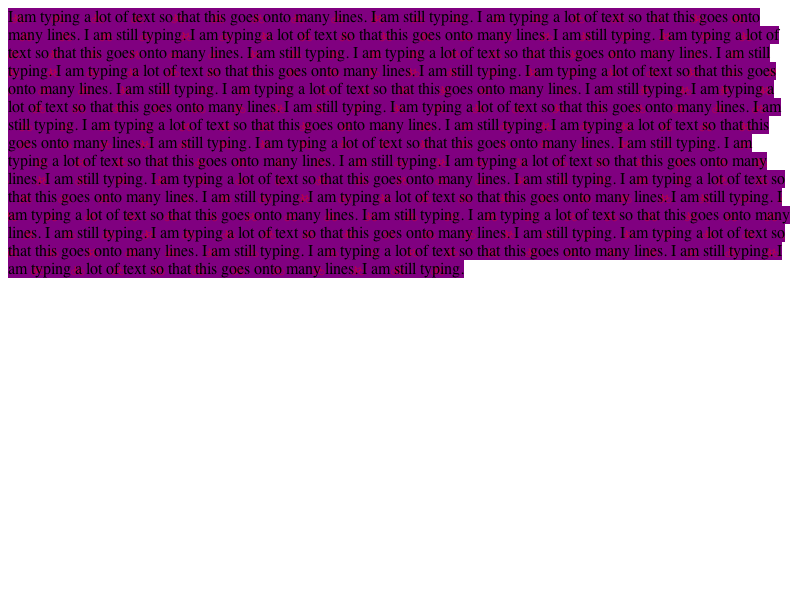 I am typing a lot of text so that this goes onto many lines. I am still typing. I am typing a lot of text so that this goes onto
many lines. I am still typing. I am typing a lot of text so that this goes onto many lines. I am still typing. I am typing a lot of
text so that this goes onto many lines. I am still typing. I am typing a lot of text so that this goes onto many lines. I am still
typing. I am typing a lot of text so that this goes onto many lines. I am still typing. I am typing a lot of text so that this goes
onto many lines. I am still typing. I am typing a lot of text so that this goes onto many lines. I am still typing. I am typing a
lot of text so that this goes onto many lines. I am still typing. I am typing a lot of text so that this goes onto many lines. I am
still typing. I am typing a lot of text so that this goes onto many lines. I am still typing. I am typing a lot of text so that this
goes onto many lines. I am still typing. I am typing a lot of text so that this goes onto many lines. I am still typing. I am
typing a lot of text so that this goes onto many lines. I am still typing. I am typing a lot of text so that this goes onto many
lines. I am still typing. I am typing a lot of text so that this goes onto many lines. I am still typing. I am typing a lot of text so
that this goes onto many lines. I am still typing. I am typing a lot of text so that this goes onto many lines. I am still typing. I
am typing a lot of text so that this goes onto many lines. I am still typing. I am typing a lot of text so that this goes onto many
lines. I am still typing. I am typing a lot of text so that this goes onto many lines. I am still typing. I am typing a lot of text so
that this goes onto many lines. I am still typing. I am typing a lot of text so that this goes onto many lines. I am still typing. I
am typing a lot of text so that this goes onto many lines. I am still typing.